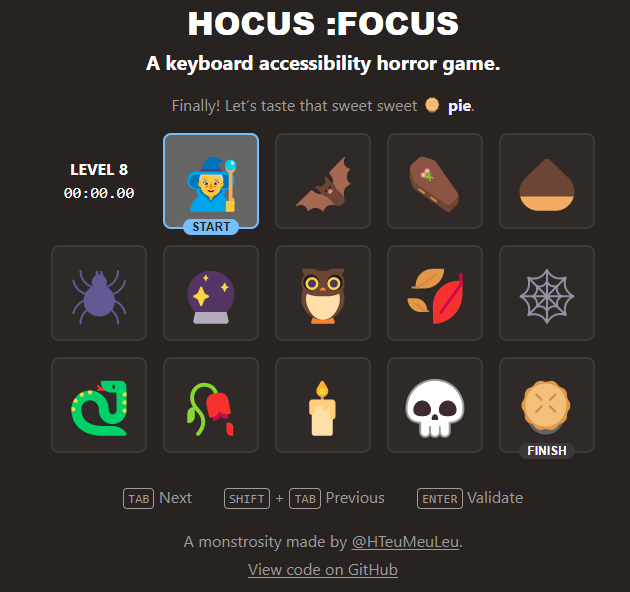 HOCUS :FOCUS
A keyboard accessibility horror game.
Finally! Let’s taste that sweet sweet pie.
LEVEL 8
00:00.00
START
FINISH
TAB Next SHIFT + TAB Previous ENTER Validate
A monstrosity made by @HTeuMeuLeu.
View code on GitHub